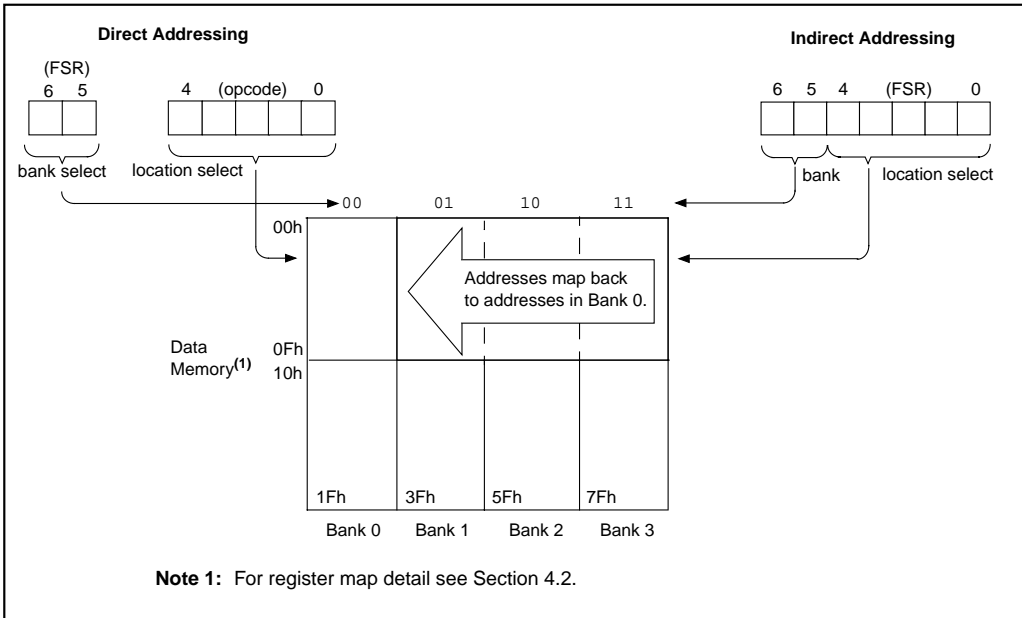 Direct Addressing
Indirect Addressing
(FSR)
6 5
4 (opcode) 0
6 5 4 (FSR) 0
bank select
location select
bank
location select
00 01 10 11
00h
Addresses map back
to addresses in Bank 0.
Data
Memory(1)
0Fh
10h
1Fh 3Fh 5Fh 7Fh
Bank 0 Bank 1 Bank 2 Bank 3
Note 1: For register map detail see Section 4.2.